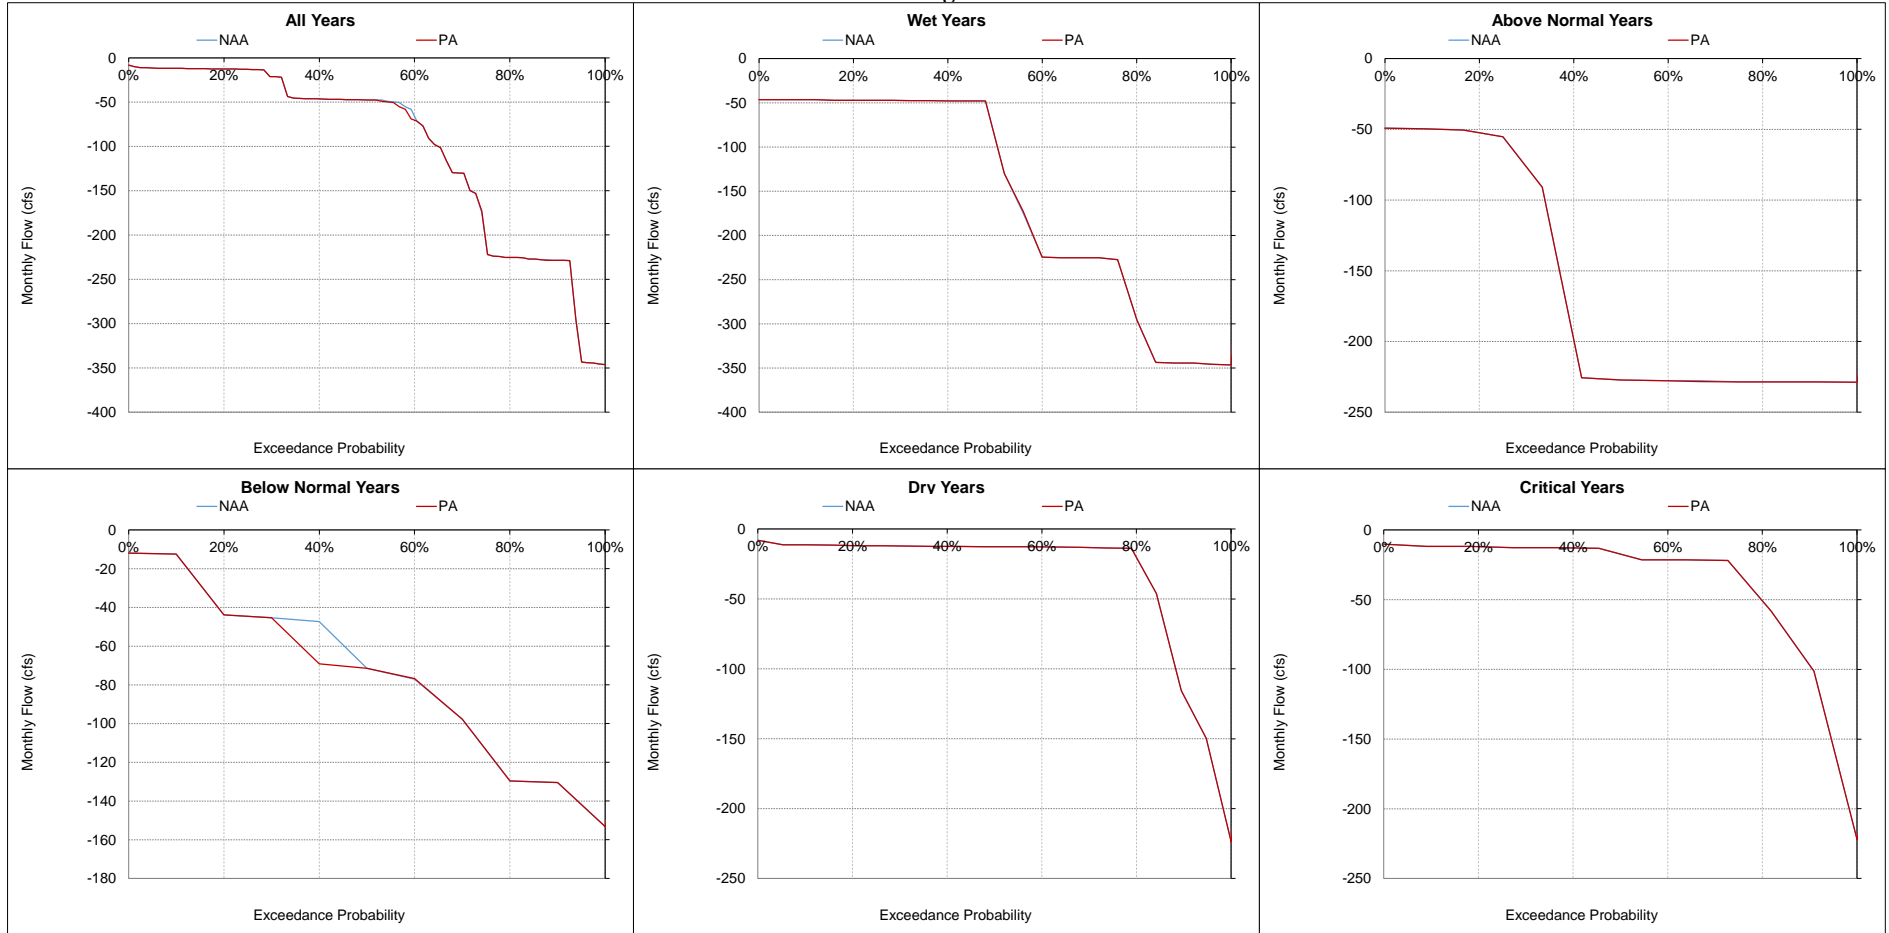 All Years
NAA PA
0
-50
-100
-150
-200
-250
-300
-350
-400
0% 20% 40% 60% 80% 100%
Monthly Flow (cfs)
Exceedance Probability
Wet Years
NAA PA
0
-50
-100
-150
-200
-250
-300
-350
-400
0% 20% 40% 60% 80% 100%
Monthly Flow (cfs)
Exceedance Probability
Above Normal Years
NAA PA
0
-50
-100
-150
-200
-250
0% 20% 40% 60% 80% 100%
Monthly Flow (cfs)
Exceedance Probability
Below Normal Years
NAA PA
0
-20
-40
-60
-80
-100
-120
-140
-160
-180
0% 20% 40% 60% 80% 100%
Monthly Flow (cfs)
Exceedance Probability
Dry Years
NAA PA
0
-50
-100
-150
-200
-250
0% 20% 40% 60% 80% 100%
Monthly Flow (cfs)
Exceedance Probability
Critical Years
NAA PA
0
-50
-100
-150
-200
-250
0% 20% 40% 60% 80% 100%
Monthly Flow (cfs)
Exceedance Probability